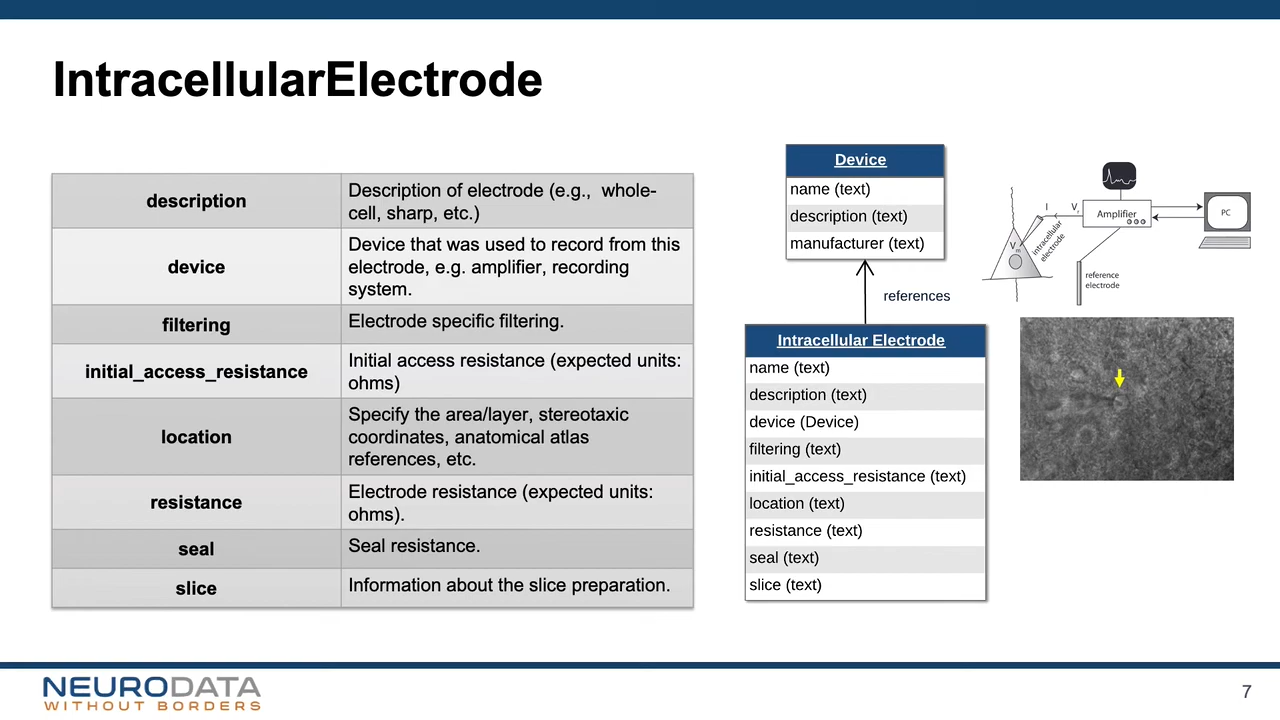 IntracellularElectrode
description
Description of electrode (e.g.,  whole-
cell, sharp, etc.)
device
Device that was used to record from this
electrode, e.g. amplifier, recording
system.
filtering
Electrode specific filtering.
initial_access_resistance
Initial access resistance (expected units:
ohms)
location
Specify the area/layer, stereotaxic
coordinates, anatomical atlas
references, etc.
resistance
Electrode resistance (expected units:
ohms).
seal
Seal resistance.
slice
Information about the slice preparation.
Device
name (text)
description (text)
manufacturer (text)
references
Intracellular Electrode
name (text)
description (text)
device (Device)
filtering (text)
initial_access_resistance (text)
location (text)
resistance (text)
seal (text)
slice (text)
I
Vr
Amplifier
PC
Vm
intracellular
electrode
reference
electrode
NEURODATA
WITHOUT BORDERS
7